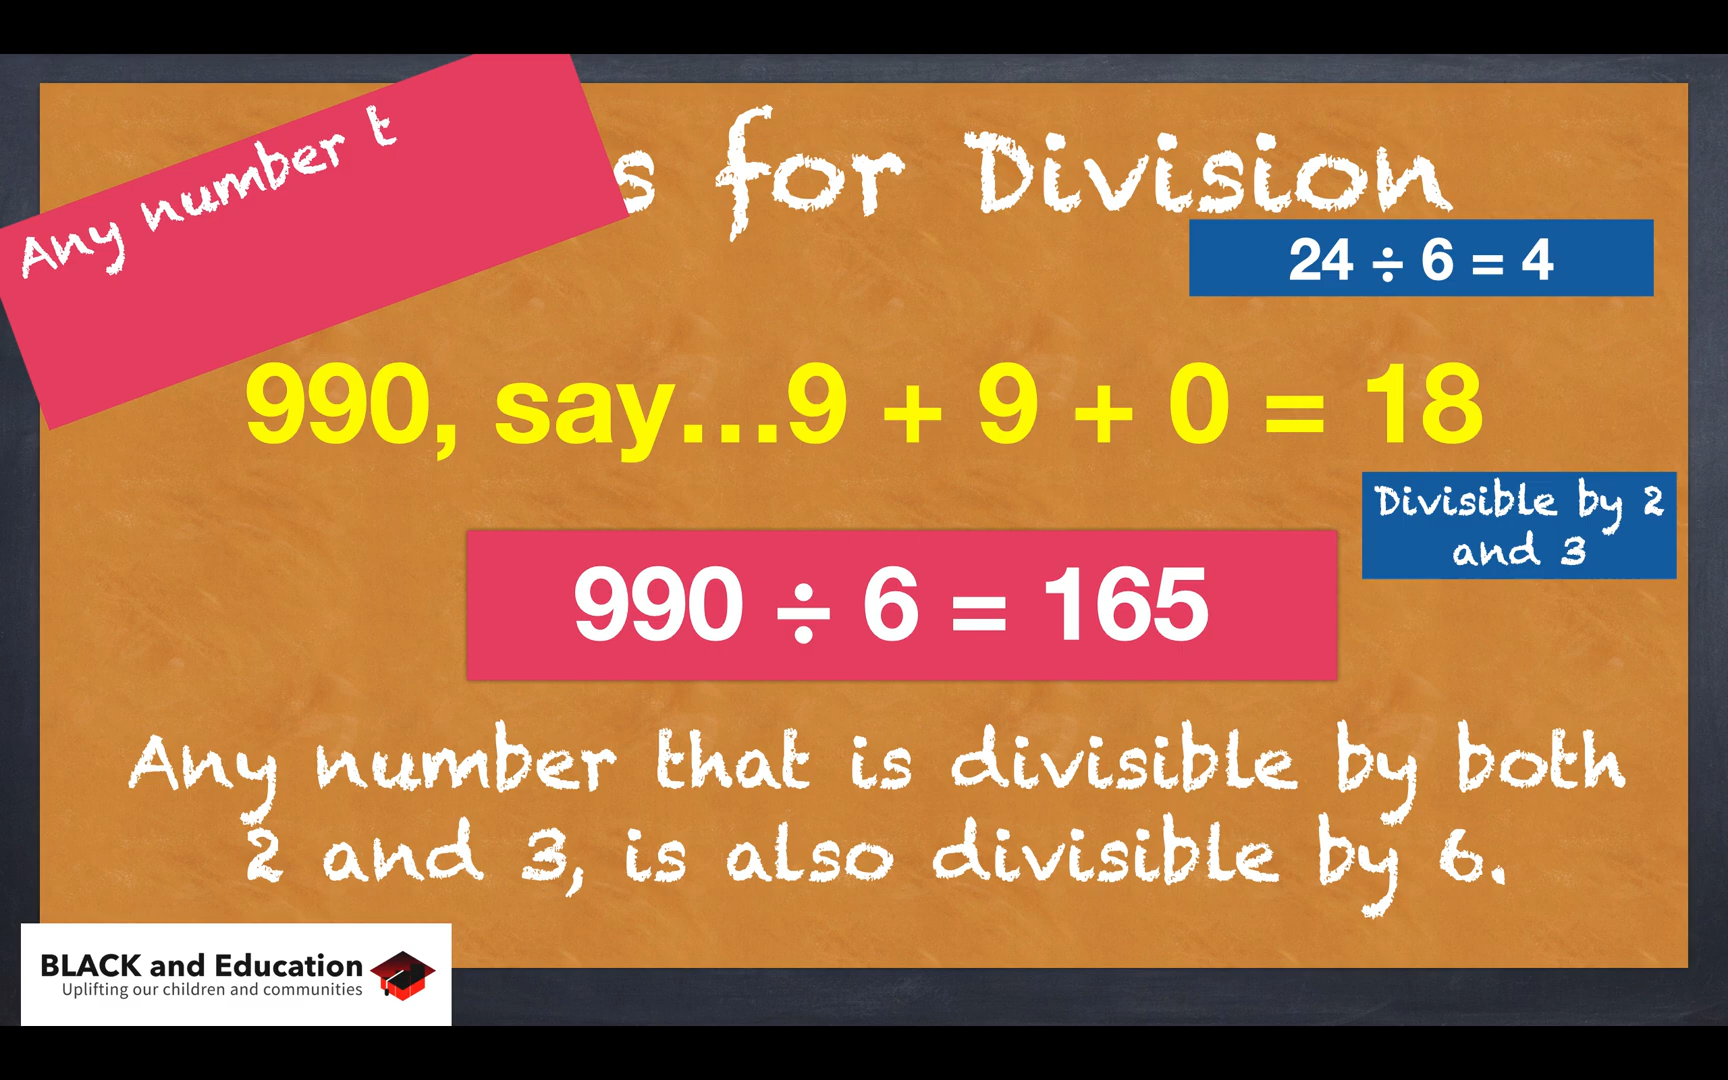 Any number t
s for Division
24 ÷ 6 = 4
990, say...9 + 9 + 0 = 18
Divisible by 2
and 3
990 ÷ 6 = 165
Any number that is divisible by both
2 and 3, is also divisible by 6.
BLACK and Education
Uplifting our children and communities